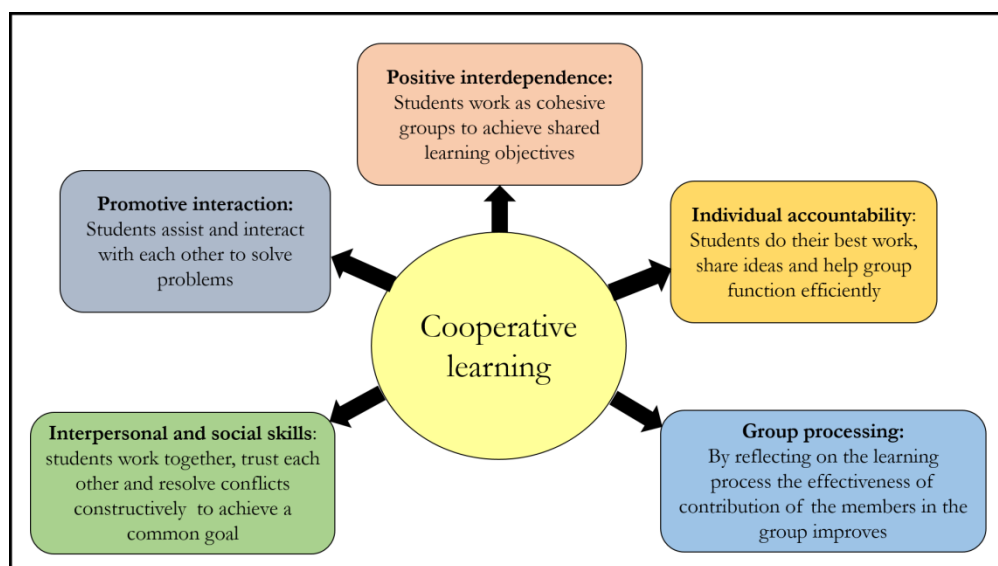 Positive interdependence:
Students work as cohesive
groups to achieve shared
learning objectives
Promotive interaction:
Students assist and interact
with each other to solve
problems
Individual accountability:
Students do their best work,
share ideas and help group
function efficiently
Cooperative
learning
Interpersonal and social skills:
students work together, trust each
other and resolve conflicts
constructively to achieve a
common goal
Group processing:
By reflecting on the learning
process the effectiveness of
contribution of the members in the
group improves